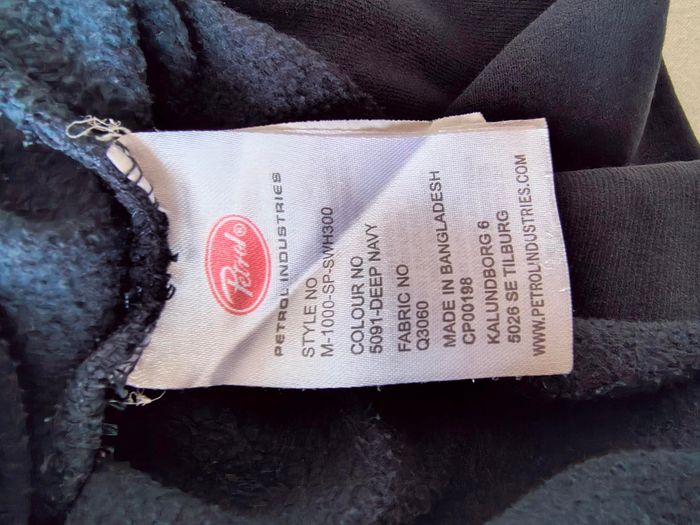 Petrol®
PETROL INDUSTRIES
STYLE NO
M-1000-SP-SWH300
COLOUR NO
5091-DEEP NAVY
FABRIC NO
Q3060
MADE IN BANGLADESH
CP00198
KALUNDBORG 6
5026 SE TILBURG
WWW.PETROLINDUSTRIES.COM